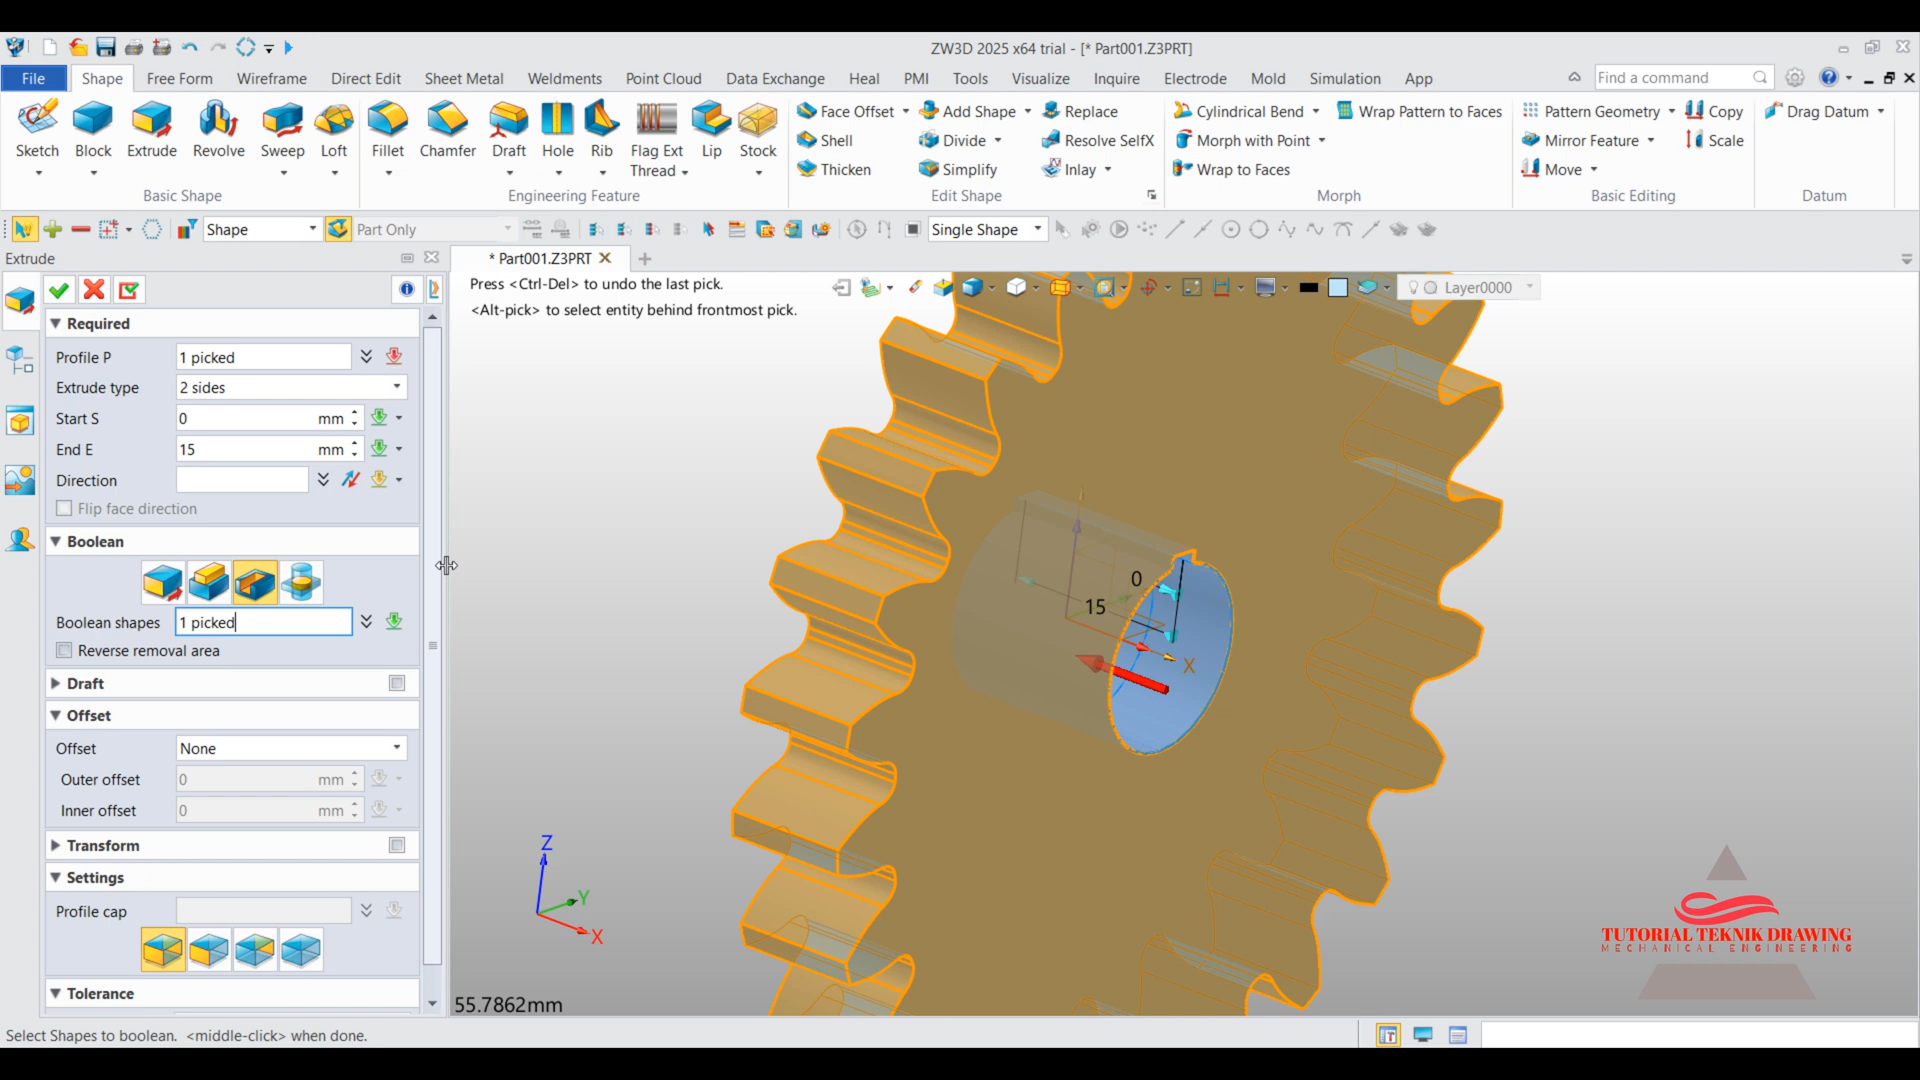 ZW3D 2025 x64 trial - [* Part001.Z3PRT]
File Shape Free Form Wireframe Direct Edit Sheet Metal Weldments Point Cloud Data Exchange Heal PMI Tools Visualize Inquire Electrode Mold Simulation App Find a command
Sketch Block Extrude Revolve Sweep Loft
Basic Shape
Fillet Chamfer Draft Hole Rib Flag Ext Thread Lip Stock
Engineering Feature
Face Offset Add Shape Replace
Shell Divide Resolve SelfX
Thicken Simplify Inlay
Edit Shape
Cylindrical Bend Wrap Pattern to Faces
Morph with Point
Wrap to Faces
Morph
Pattern Geometry Copy
Mirror Feature Scale
Move
Basic Editing
Drag Datum
Datum
Shape Part Only Single Shape
Extrude
* Part001.Z3PRT
Press <Ctrl-Del> to undo the last pick.
<Alt-pick> to select entity behind frontmost pick.
Layer0000
Required
Profile P 1 picked
Extrude type 2 sides
Start S 0 mm
End E 15 mm
Direction
Flip face direction
Boolean
Boolean shapes 1 picked
Reverse removal area
Draft
Offset
Offset None
Outer offset 0 mm
Inner offset 0 mm
Transform
Settings
Profile cap
Tolerance
0
15
X
Z
Y
X
55.7862mm
TUTORIAL TEKNIK DRAWING
MECHANICAL ENGINEERING
Select Shapes to boolean. <middle-click> when done.